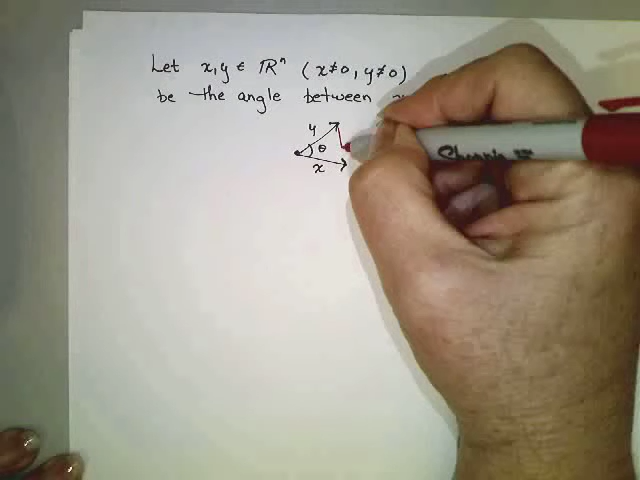 Let x, y ∈ ℝⁿ (x≠0, y≠0)
be the angle between x
y
θ
x
Sharpie